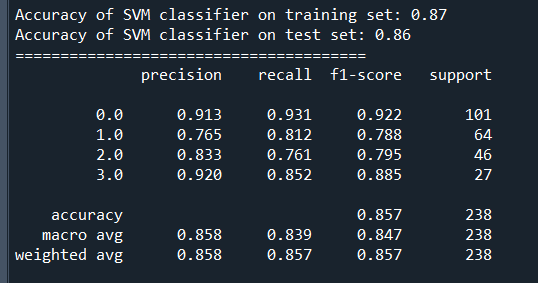 Accuracy of SVM classifier on training set: 0.87
Accuracy of SVM classifier on test set: 0.86
=======================================
precision recall f1-score support
0.0 0.913 0.931 0.922 101
1.0 0.765 0.812 0.788 64
2.0 0.833 0.761 0.795 46
3.0 0.920 0.852 0.885 27
accuracy 0.857 238
macro avg 0.858 0.839 0.847 238
weighted avg 0.858 0.857 0.857 238